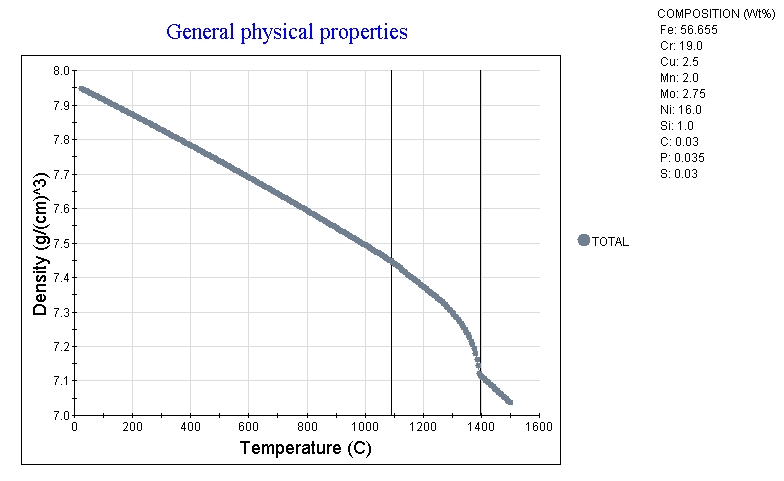 General physical properties
COMPOSITION (Wt%)
Fe: 56.655
Cr: 19.0
Cu: 2.5
Mn: 2.0
Mo: 2.75
Ni: 16.0
Si: 1.0
C: 0.03
P: 0.035
S: 0.03
Density (g/(cm)^3)
8.0
7.9
7.8
7.7
7.6
7.5
7.4
7.3
7.2
7.1
7.0
0 200 400 600 800 1000 1200 1400 1600
Temperature (C)
TOTAL